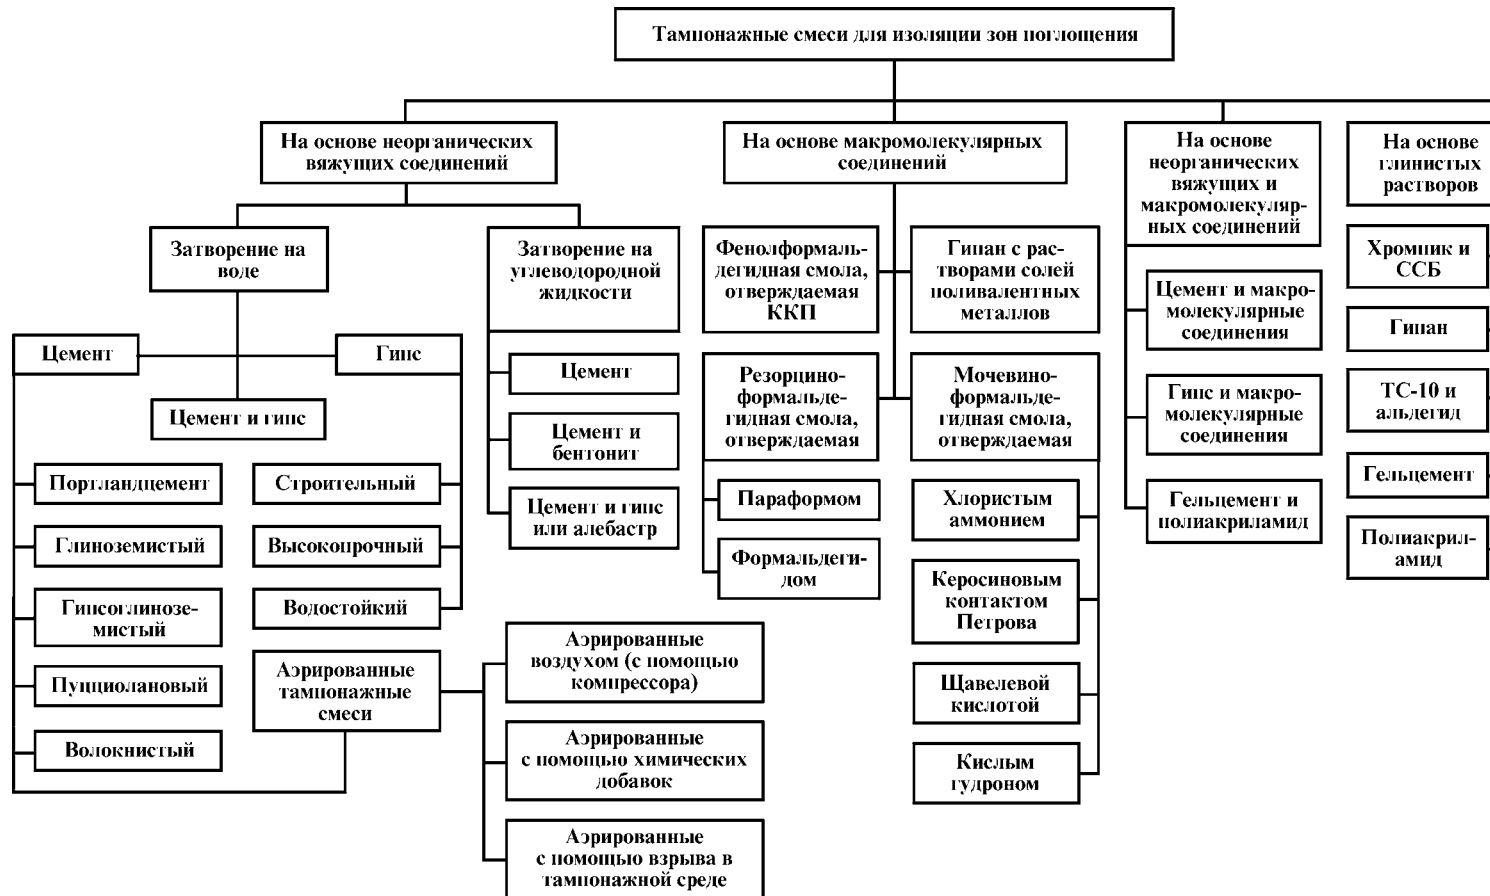 Тампонажные смеси для изоляции зон поглощения
На основе неорганических
вяжущих соединений
На основе макромолекулярных
соединений
На основе
неорганических
вяжущих и
макромолекуляр-
ных соединений
На основе
глинистых
растворов
Затворение на
воде
Затворение на
углеводородной
жидкости
Фенолформаль-
дегидная смола,
отверждаемая
ККП
Гипан с рас-
творами солей
поливалентных
металлов
Хромпик и
ССБ
Цемент и макро-
молекулярные
соединения
Гипан
Цемент
Гипс
Цемент и гипс
Цемент
Цемент и
бентонит
Цемент и гипс
или алебастр
Резорцино-
формальде-
гидная смола,
отверждаемая
Мочевино-
формальде-
гидная смола,
отверждаемая
Гипс и макро-
молекулярные
соединения
ТС-10 и
альдегид
Гельцемент
Гельцемент и
полиакриламид
Полиакрил-
амид
Портландцемент
Глиноземистый
Гипсоглинозе-
мистый
Пуццолановый
Волокнистый
Строительный
Высокопрочный
Водостойкий
Параформом
Формальдеги-
дом
Хлористым
аммонием
Керосиновым
контактом
Петрова
Щавелевой
кислотой
Кислым
гудроном
Аэрированные
тампонажные
смеси
Аэрированные
воздухом (с помощью
компрессора)
Аэрированные
с помощью химических
добавок
Аэрированные
с помощью взрыва в
тампонажной среде